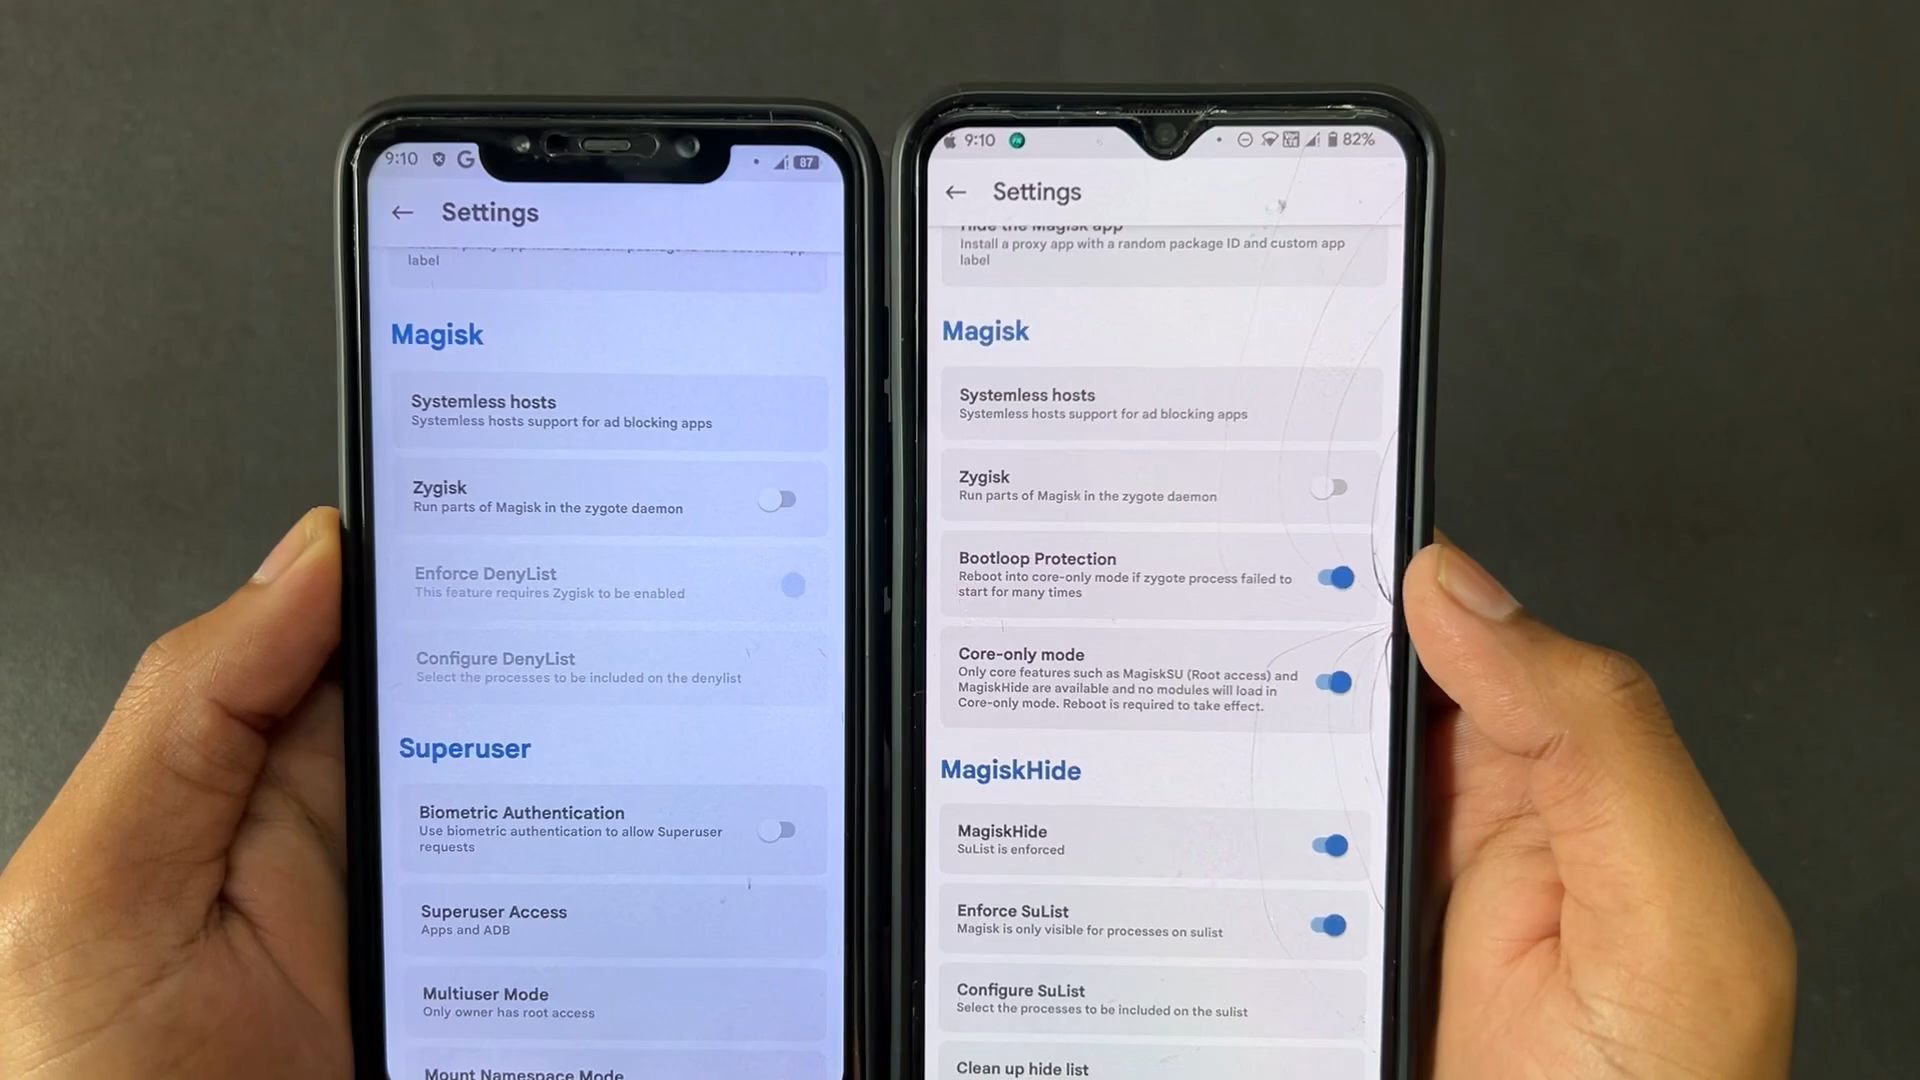 9:10
87
Settings
label
Magisk
Systemless hosts
Systemless hosts support for ad blocking apps
Zygisk
Run parts of Magisk in the zygote daemon
Enforce DenyList
This feature requires Zygisk to be enabled
Configure DenyList
Select the processes to be included on the denylist
Superuser
Biometric Authentication
Use biometric authentication to allow Superuser
requests
Superuser Access
Apps and ADB
Multiuser Mode
Only owner has root access
Mount Namespace Mode
9:10
82%
Settings
Hide the Magisk app
Install a proxy app with a random package ID and custom app
label
Magisk
Systemless hosts
Systemless hosts support for ad blocking apps
Zygisk
Run parts of Magisk in the zygote daemon
Bootloop Protection
Reboot into core-only mode if zygote process failed to
start for many times
Core-only mode
Only core features such as MagiskSU (Root access) and
MagiskHide are available and no modules will load in
Core-only mode. Reboot is required to take effect.
MagiskHide
MagiskHide
SuList is enforced
Enforce SuList
Magisk is only visible for processes on sulist
Configure SuList
Select the processes to be included on the sulist
Clean up hide list